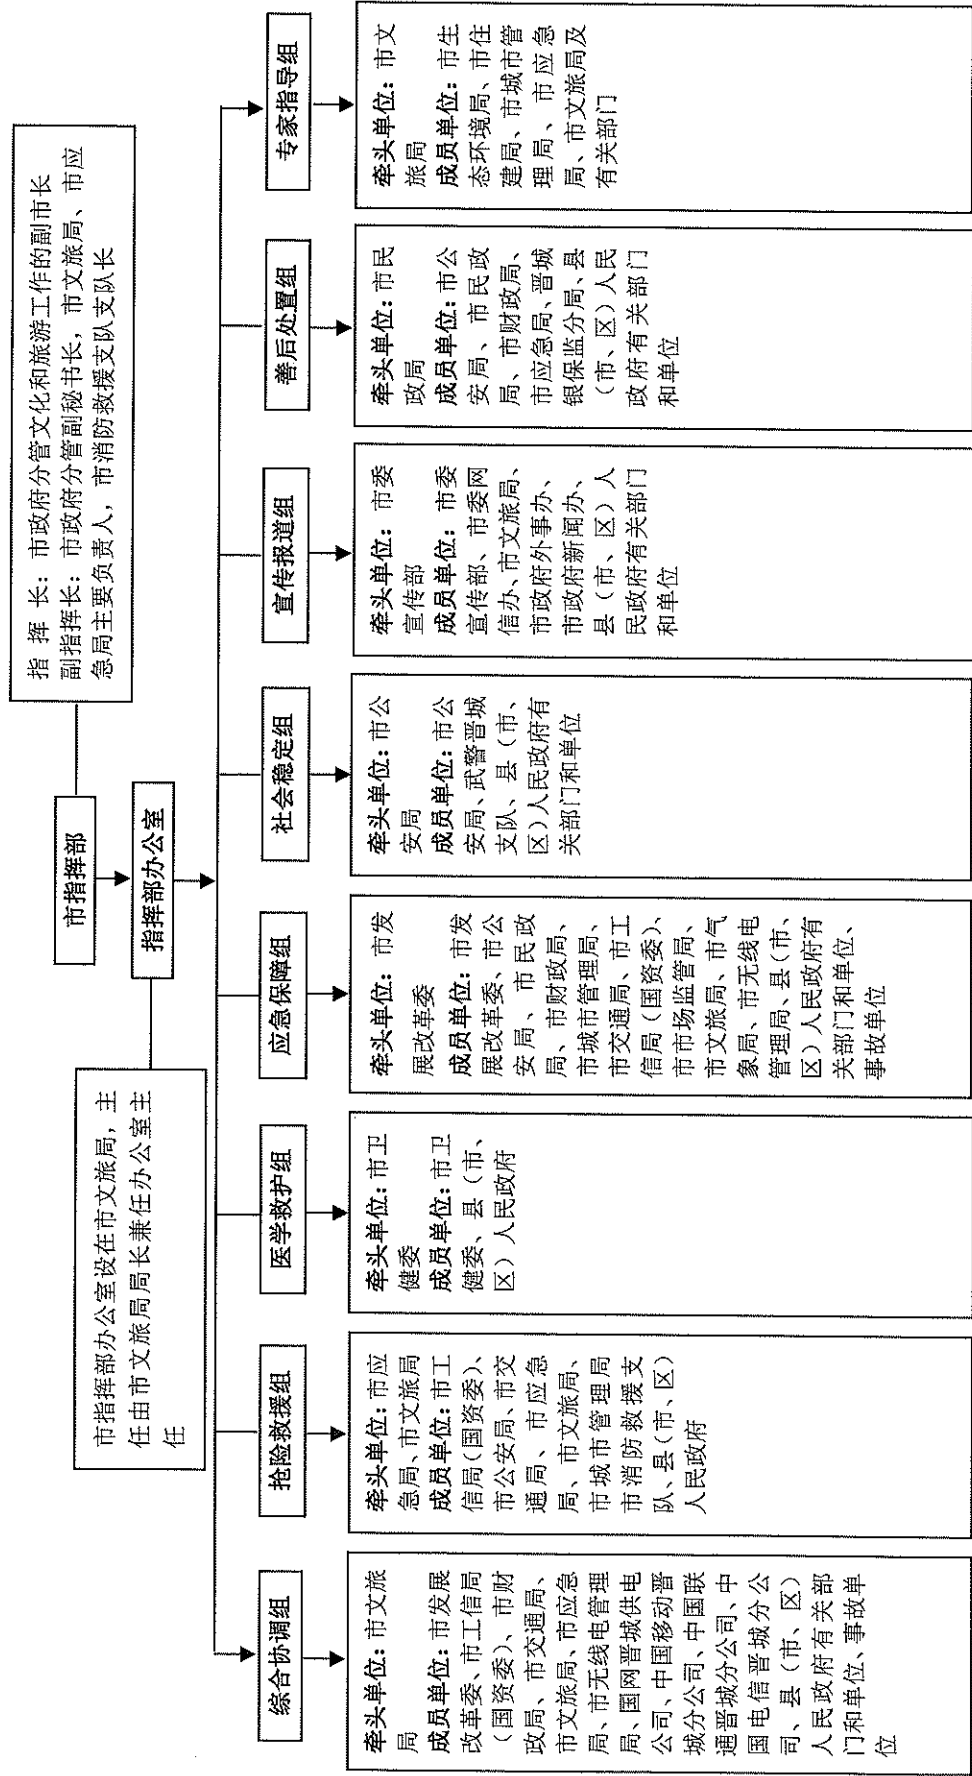 市指挥部
指 挥 长：市政府分管文化和旅游工作的副市长
副指挥长：市政府分管副秘书长，市文旅局、市应
急局主要负责人，市消防救援支队支队长
指挥部办公室
市指挥部办公室设在市文旅局，主
任由市文旅局局长兼任办公室主
任
综合协调组
牵头单位：市文旅
局
成员单位：市发展
改革委、市工信局
（国资委）、市财
政局、市交通局、
市文旅局、市应急
局、市无线电管理
局、国网晋城供电
公司、中国移动晋
城分公司、中国联
通晋城分公司、中
国电信晋城分公
司、县（市、区）
人民政府有关部
门和单位、事故单
位
抢险救援组
牵头单位：市应
急局、市文旅局
成员单位：市工
信局（国资委）、
市公安局、市交
通局、市应急
局、市文旅局、
市城市管理局
市消防救援支
队、县（市、区）
人民政府
医学救护组
牵头单位：市卫
健委
成员单位：市卫
健委、县（市、
区）人民政府
应急保障组
牵头单位：市发
展改革委
成员单位：市发
展改革委、市公
安局、市民政
局、市财政局、
市城市管理局、
市交通局、市工
信局（国资委）、
市市场监管局、
市文旅局、市气
象局、市无线电
管理局、县（市、
区）人民政府有
关部门和单位、
事故单位
社会稳定组
牵头单位：市公
安局
成员单位：市公
安局、武警晋城
支队、县（市、
区）人民政府有
关部门和单位
宣传报道组
牵头单位：市委
宣传部
成员单位：市委
宣传部、市委网
信办、市文旅局、
市政府外事办、
市政府新闻办、
县（市、区）人
民政府有关部门
和单位
善后处置组
牵头单位：市民
政局
成员单位：市公
安局、市民政
局、市财政局、
市应急局、晋城
银保监分局、县
（市、区）人民
政府有关部门
和单位
专家指导组
牵头单位：市文
旅局
成员单位：市生
态环境局、市住
建局、市城市管
理局、市应急
局、市文旅局及
有关部门